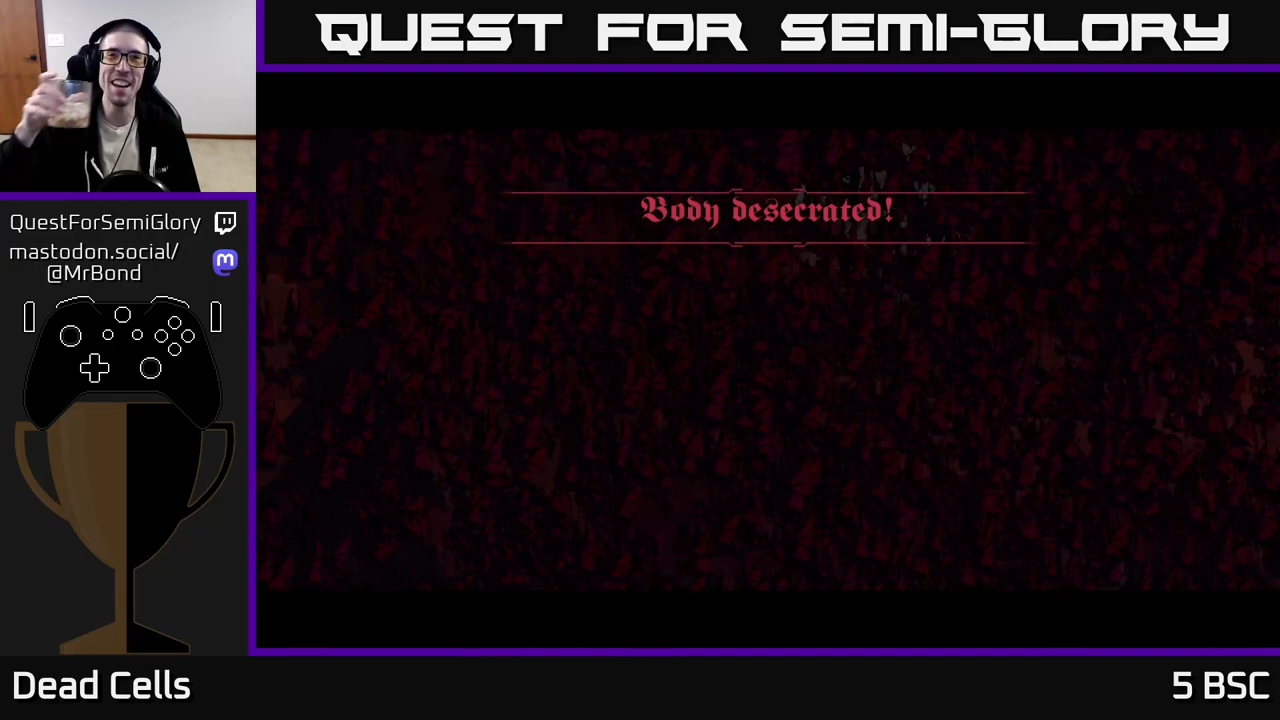 QUEST FOR SEMI-GLORY
Body desecrated!
QuestForSemiGlory
mastodon.social/
@MrBond
Dead Cells
5 BSC